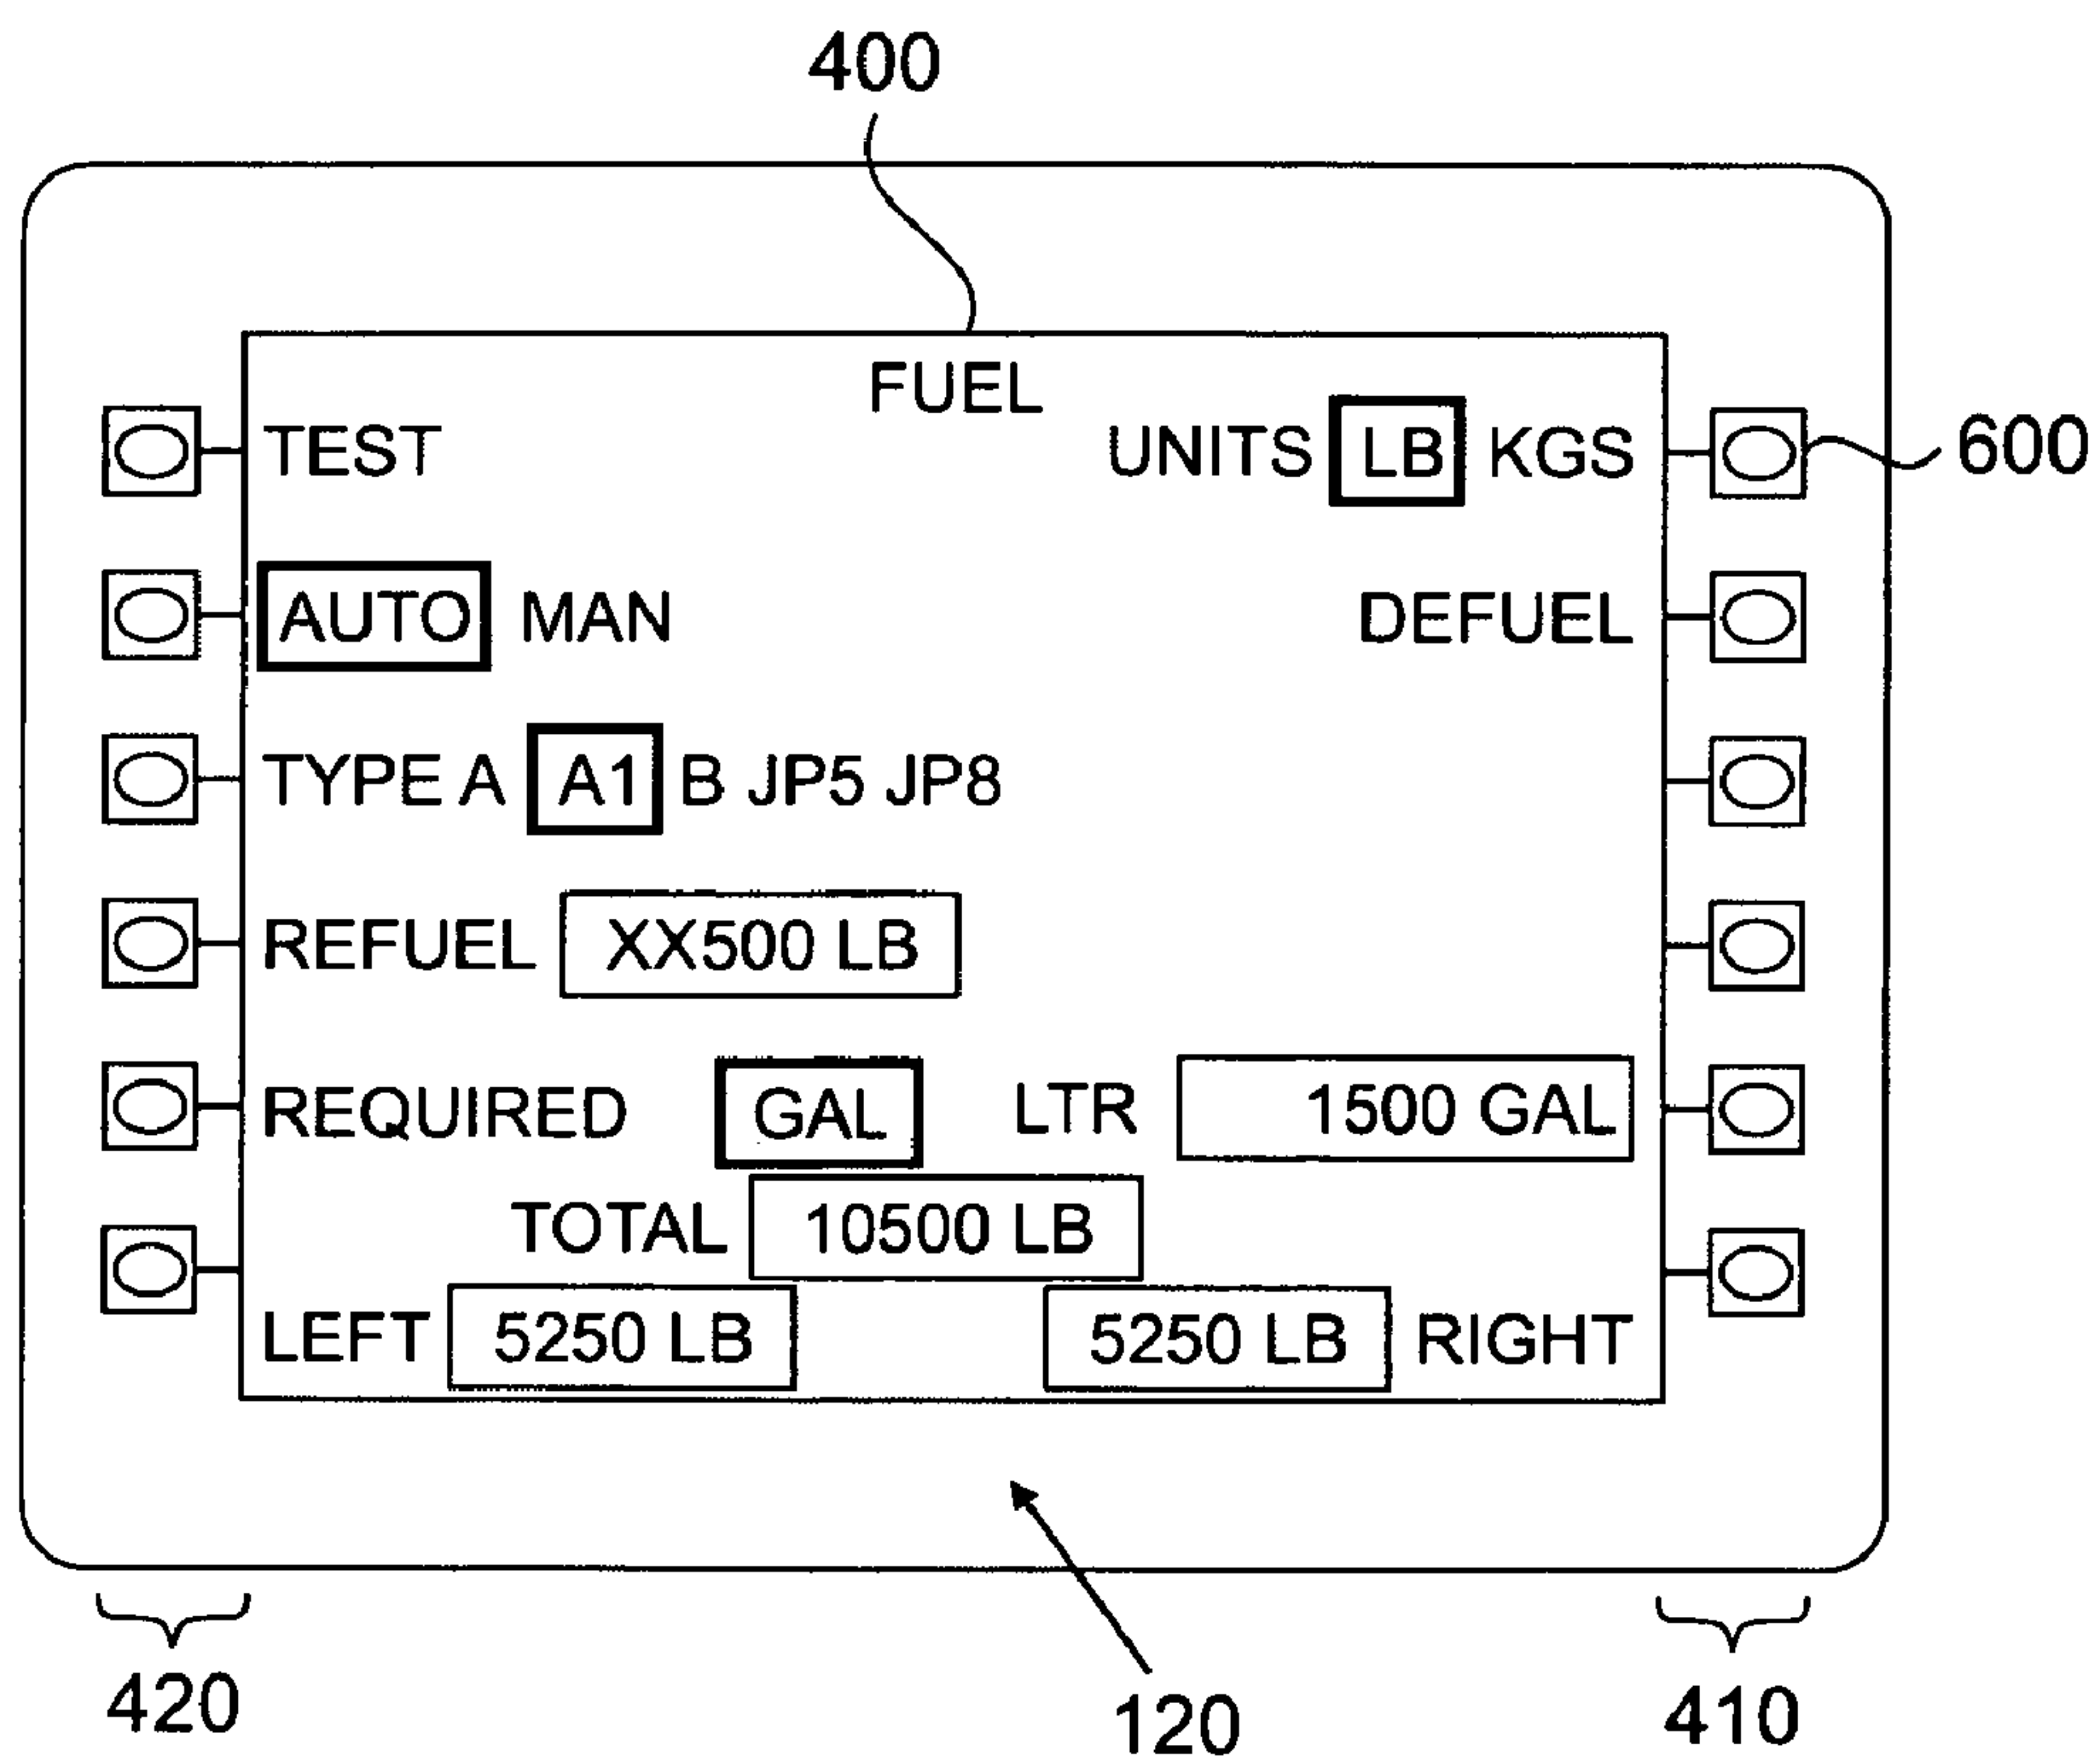 400
FUEL
TEST UNITS LB KGS 600
AUTO MAN DEFUEL
TYPE A A1 B JP5 JP8
REFUEL XX500 LB
REQUIRED GAL LTR 1500 GAL
TOTAL 10500 LB
LEFT 5250 LB 5250 LB RIGHT
420 120 410